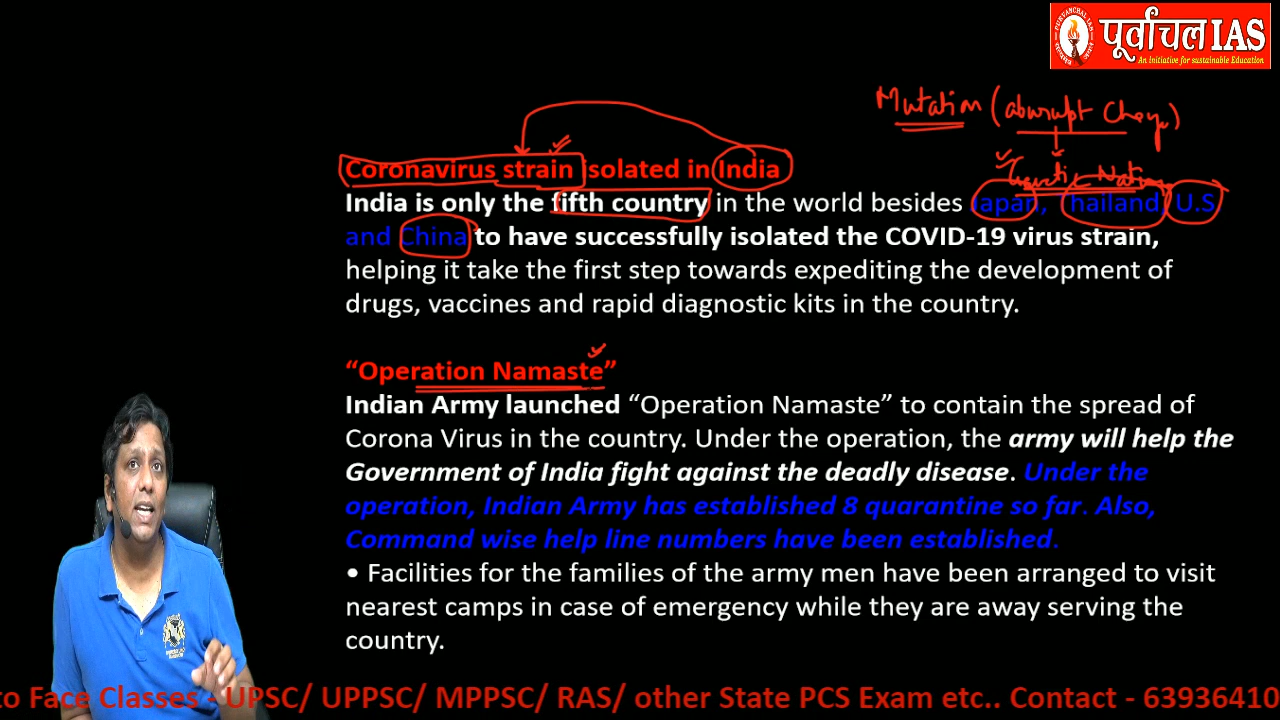 पूर्वांचल IAS
An Initiative for sustainable Education
Mutation (abrupt Change)
Coronavirus strain isolated in India
India is only the fifth country in the world besides Japan, Thailand U.S
and China to have successfully isolated the COVID-19 virus strain,
helping it take the first step towards expediting the development of
drugs, vaccines and rapid diagnostic kits in the country.
“Operation Namaste”
Indian Army launched “Operation Namaste” to contain the spread of
Corona Virus in the country. Under the operation, the army will help the
Government of India fight against the deadly disease. Under the
operation, Indian Army has established 8 quarantine so far. Also,
Command wise help line numbers have been established.
• Facilities for the families of the army men have been arranged to visit
nearest camps in case of emergency while they are away serving the
country.
to Face Classes - UPSC/ UPPSC/ MPPSC/ RAS/ other State PCS Exam etc.. Contact - 63936410